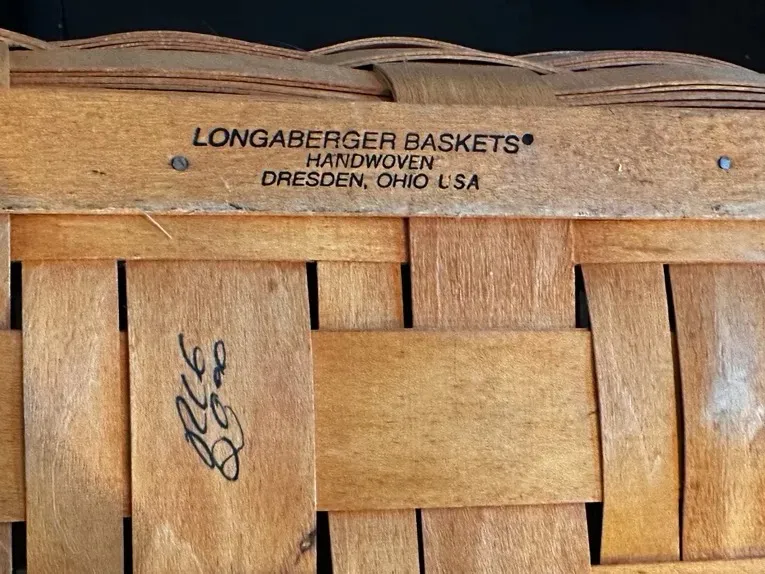 LONGABERGER BASKETS®
HANDWOVEN
DRESDEN, OHIO USA